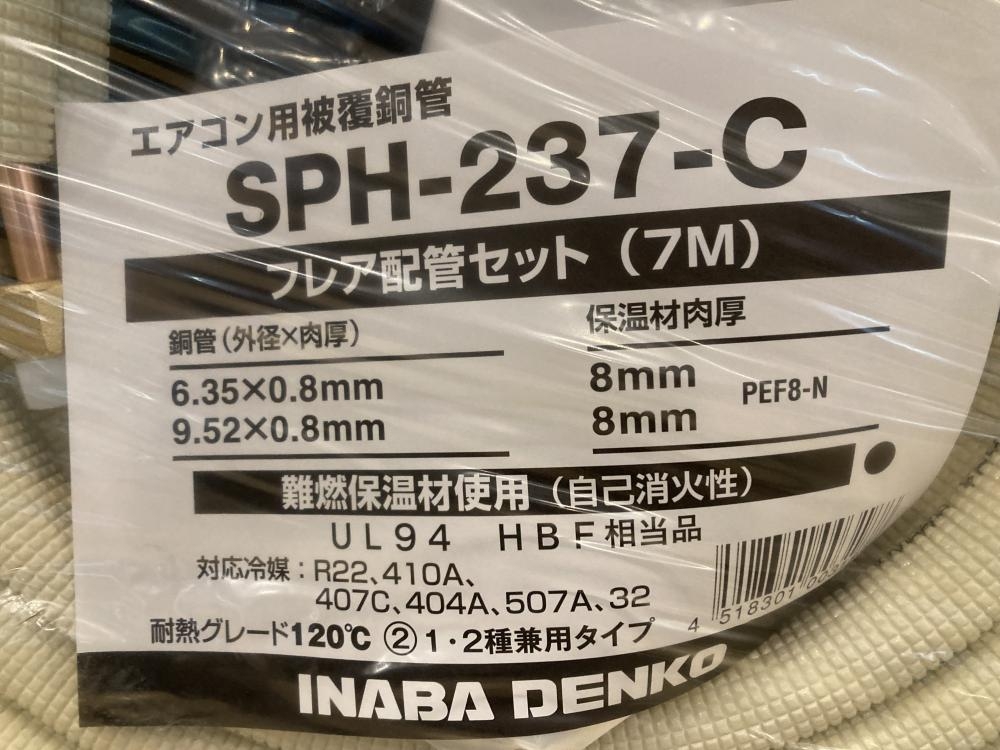 エアコン用被覆銅管
SPH-237-C
フレア配管セット（7M）
銅管（外径×肉厚）
保温材肉厚
6.35×0.8mm
8mm
PEF8-N
9.52×0.8mm
8mm
難燃保温材使用（自己消火性）
UL94 HBF相当品
対応冷媒：R22、410A、
407C、404A、507A、32
4 518301
耐熱グレード120℃ ② 1・2種兼用タイプ
INABA DENKO